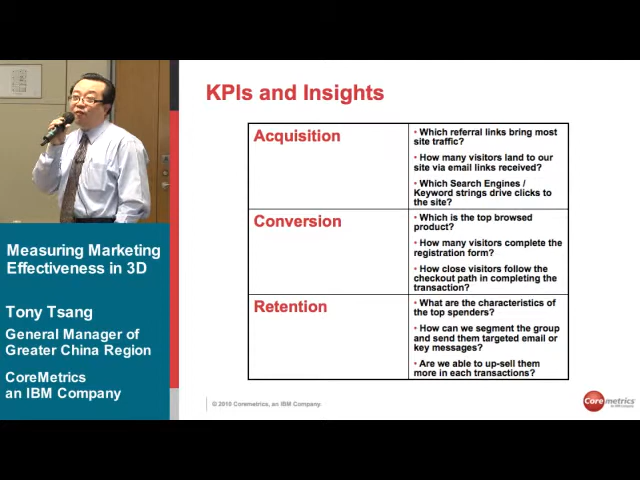 KPIs and Insights
Acquisition
• Which referral links bring most
site traffic?
• How many visitors land to our
site via email links received?
• Which Search Engines /
Keyword strings drive clicks to
the site?
Conversion
• Which is the top browsed
product?
• How many visitors complete the
registration form?
• How close visitors follow the
checkout path in completing the
transaction?
Retention
• What are the characteristics of
the top spenders?
• How can we segment the group
and send them targeted email or
key messages?
• Are we able to up-sell them
more in each transactions?
Measuring Marketing
Effectiveness in 3D
Tony Tsang
General Manager of
Greater China Region
CoreMetrics
an IBM Company
© 2010 Coremetrics, an IBM Company.
Coremetrics